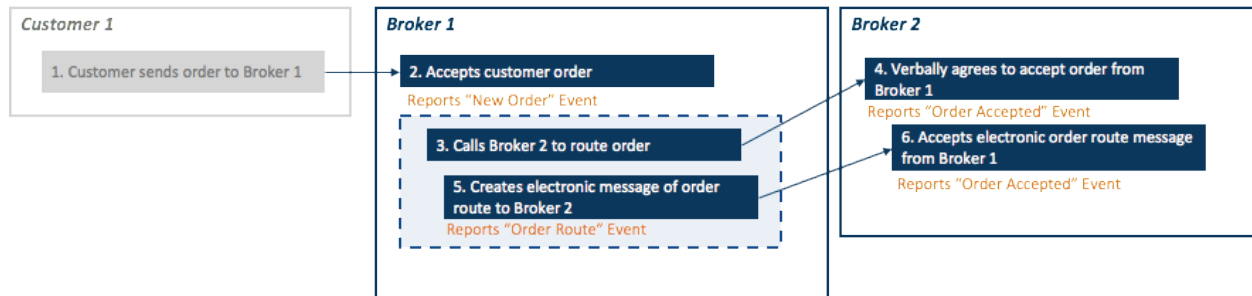 Customer 1
1. Customer sends order to Broker 1
Broker 1
2. Accepts customer order
Reports “New Order” Event
3. Calls Broker 2 to route order
5. Creates electronic message of order
route to Broker 2
Reports “Order Route” Event
Broker 2
4. Verbally agrees to accept order from
Broker 1
Reports “Order Accepted” Event
6. Accepts electronic order route message
from Broker 1
Reports “Order Accepted” Event